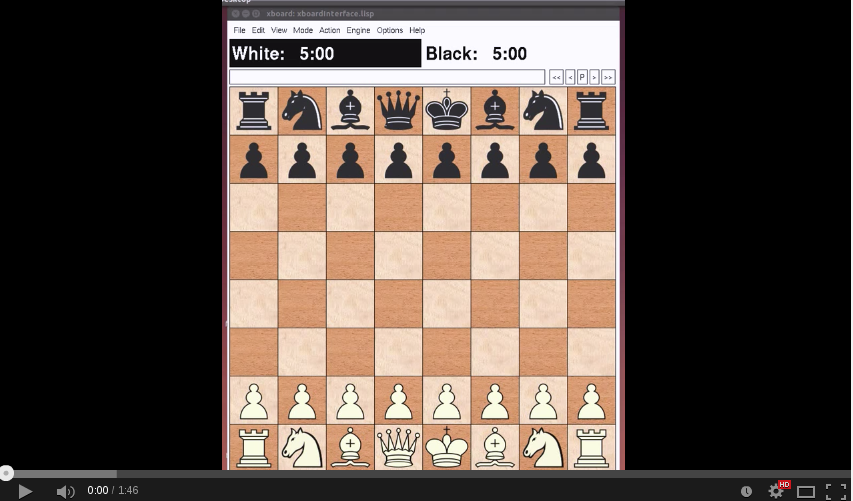 xboard: xboardinterface.lisp
File Edit View Mode Action Engine Options Help
White: 5:00 Black: 5:00
<< < P > >>
0:00 / 1:46 HD